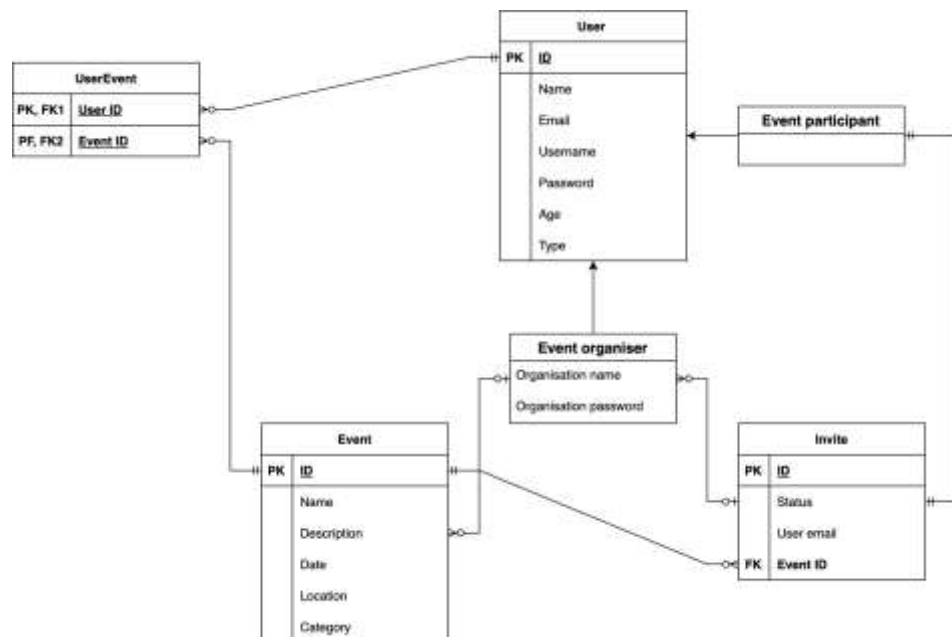 User
PK ID
Name
Email
Username
Password
Age
Type
UserEvent
PK, FK1 User ID
PF, FK2 Event ID
Event participant
Event organiser
Organisation name
Organisation password
Event
PK ID
Name
Description
Date
Location
Category
Invite
PK ID
Status
User email
FK Event ID